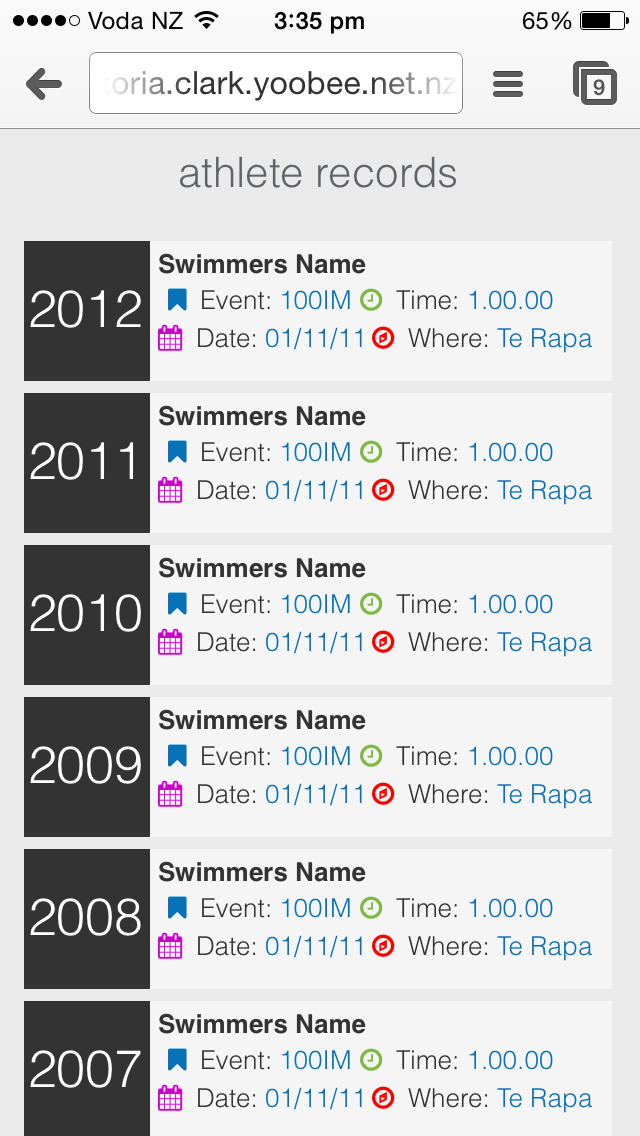 Voda NZ 3:35 pm 65%
oria.clark.yoobee.net.nz 9
athlete records
2012
Swimmers Name
Event: 100IM Time: 1.00.00
Date: 01/11/11 Where: Te Rapa
2011
Swimmers Name
Event: 100IM Time: 1.00.00
Date: 01/11/11 Where: Te Rapa
2010
Swimmers Name
Event: 100IM Time: 1.00.00
Date: 01/11/11 Where: Te Rapa
2009
Swimmers Name
Event: 100IM Time: 1.00.00
Date: 01/11/11 Where: Te Rapa
2008
Swimmers Name
Event: 100IM Time: 1.00.00
Date: 01/11/11 Where: Te Rapa
2007
Swimmers Name
Event: 100IM Time: 1.00.00
Date: 01/11/11 Where: Te Rapa